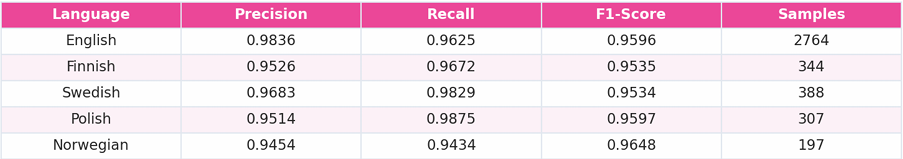 Language Precision Recall F1-Score Samples
English 0.9836 0.9625 0.9596 2764
Finnish 0.9526 0.9672 0.9535 344
Swedish 0.9683 0.9829 0.9534 388
Polish 0.9514 0.9875 0.9597 307
Norwegian 0.9454 0.9434 0.9648 197